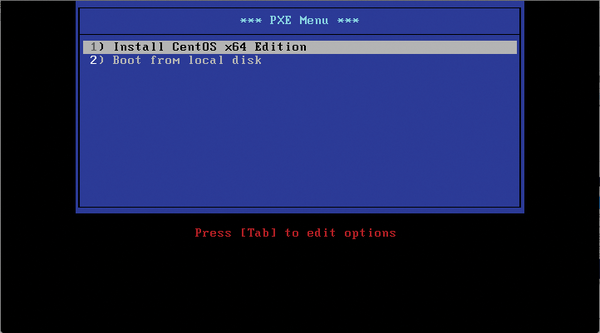 *** PXE Menu ***
1) Install CentOS x64 Edition
2) Boot from local disk
Press [Tab] to edit options